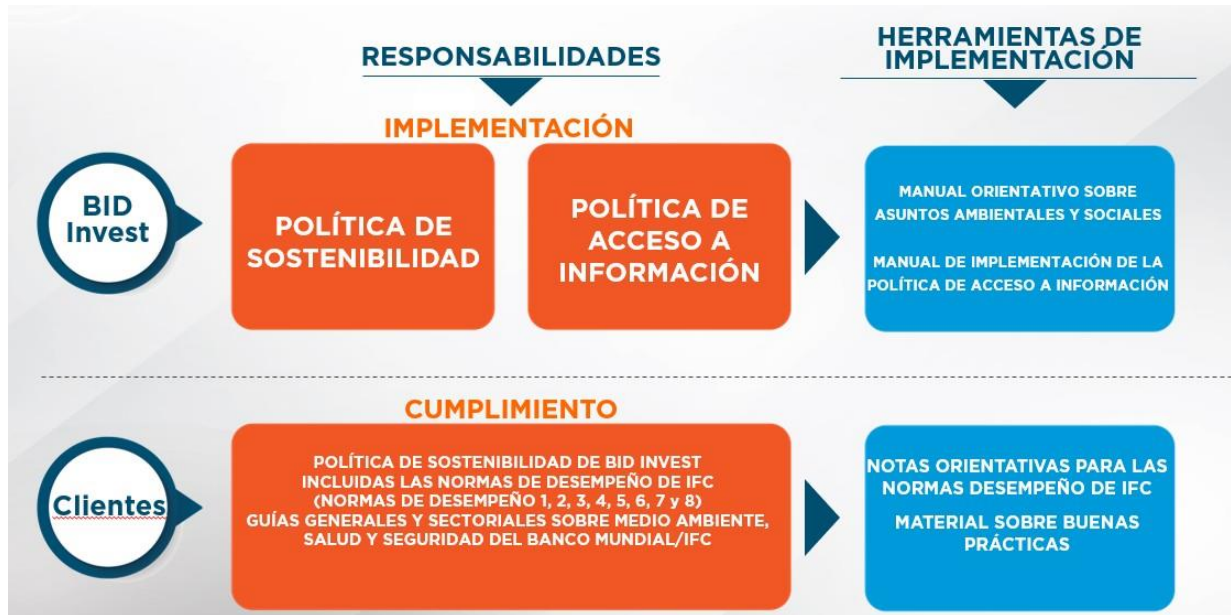 RESPONSABILIDADES
HERRAMIENTAS DE
IMPLEMENTACIÓN
IMPLEMENTACIÓN
BID
Invest
POLÍTICA DE
SOSTENIBILIDAD
POLÍTICA DE
ACCESO A
INFORMACIÓN
MANUAL ORIENTATIVO SOBRE
ASUNTOS AMBIENTALES Y SOCIALES
MANUAL DE IMPLEMENTACIÓN DE LA
POLÍTICA DE ACCESO A INFORMACIÓN
CUMPLIMIENTO
Clientes
POLÍTICA DE SOSTENIBILIDAD DE BID INVEST
INCLUIDAS LAS NORMAS DE DESEMPEÑO DE IFC
(NORMAS DE DESEMPEÑO 1, 2, 3, 4, 5, 6, 7 y 8)
GUÍAS GENERALES Y SECTORIALES SOBRE MEDIO AMBIENTE,
SALUD Y SEGURIDAD DEL BANCO MUNDIAL/IFC
NOTAS ORIENTATIVAS PARA LAS
NORMAS DESEMPEÑO DE IFC
MATERIAL SOBRE BUENAS
PRÁCTICAS